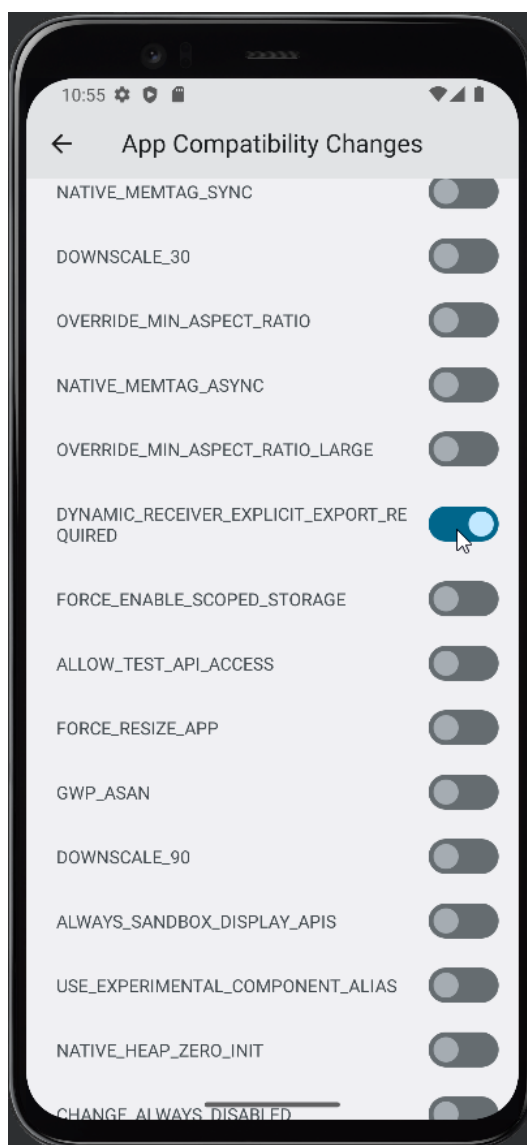 10:55
App Compatibility Changes
NATIVE_MEMTAG_SYNC
DOWNSCALE_30
OVERRIDE_MIN_ASPECT_RATIO
NATIVE_MEMTAG_ASYNC
OVERRIDE_MIN_ASPECT_RATIO_LARGE
DYNAMIC_RECEIVER_EXPLICIT_EXPORT_RE
QUIRED
FORCE_ENABLE_SCOPED_STORAGE
ALLOW_TEST_API_ACCESS
FORCE_RESIZE_APP
GWP_ASAN
DOWNSCALE_90
ALWAYS_SANDBOX_DISPLAY_APIS
USE_EXPERIMENTAL_COMPONENT_ALIAS
NATIVE_HEAP_ZERO_INIT
CHANGE_ALWAYS_DISABLED